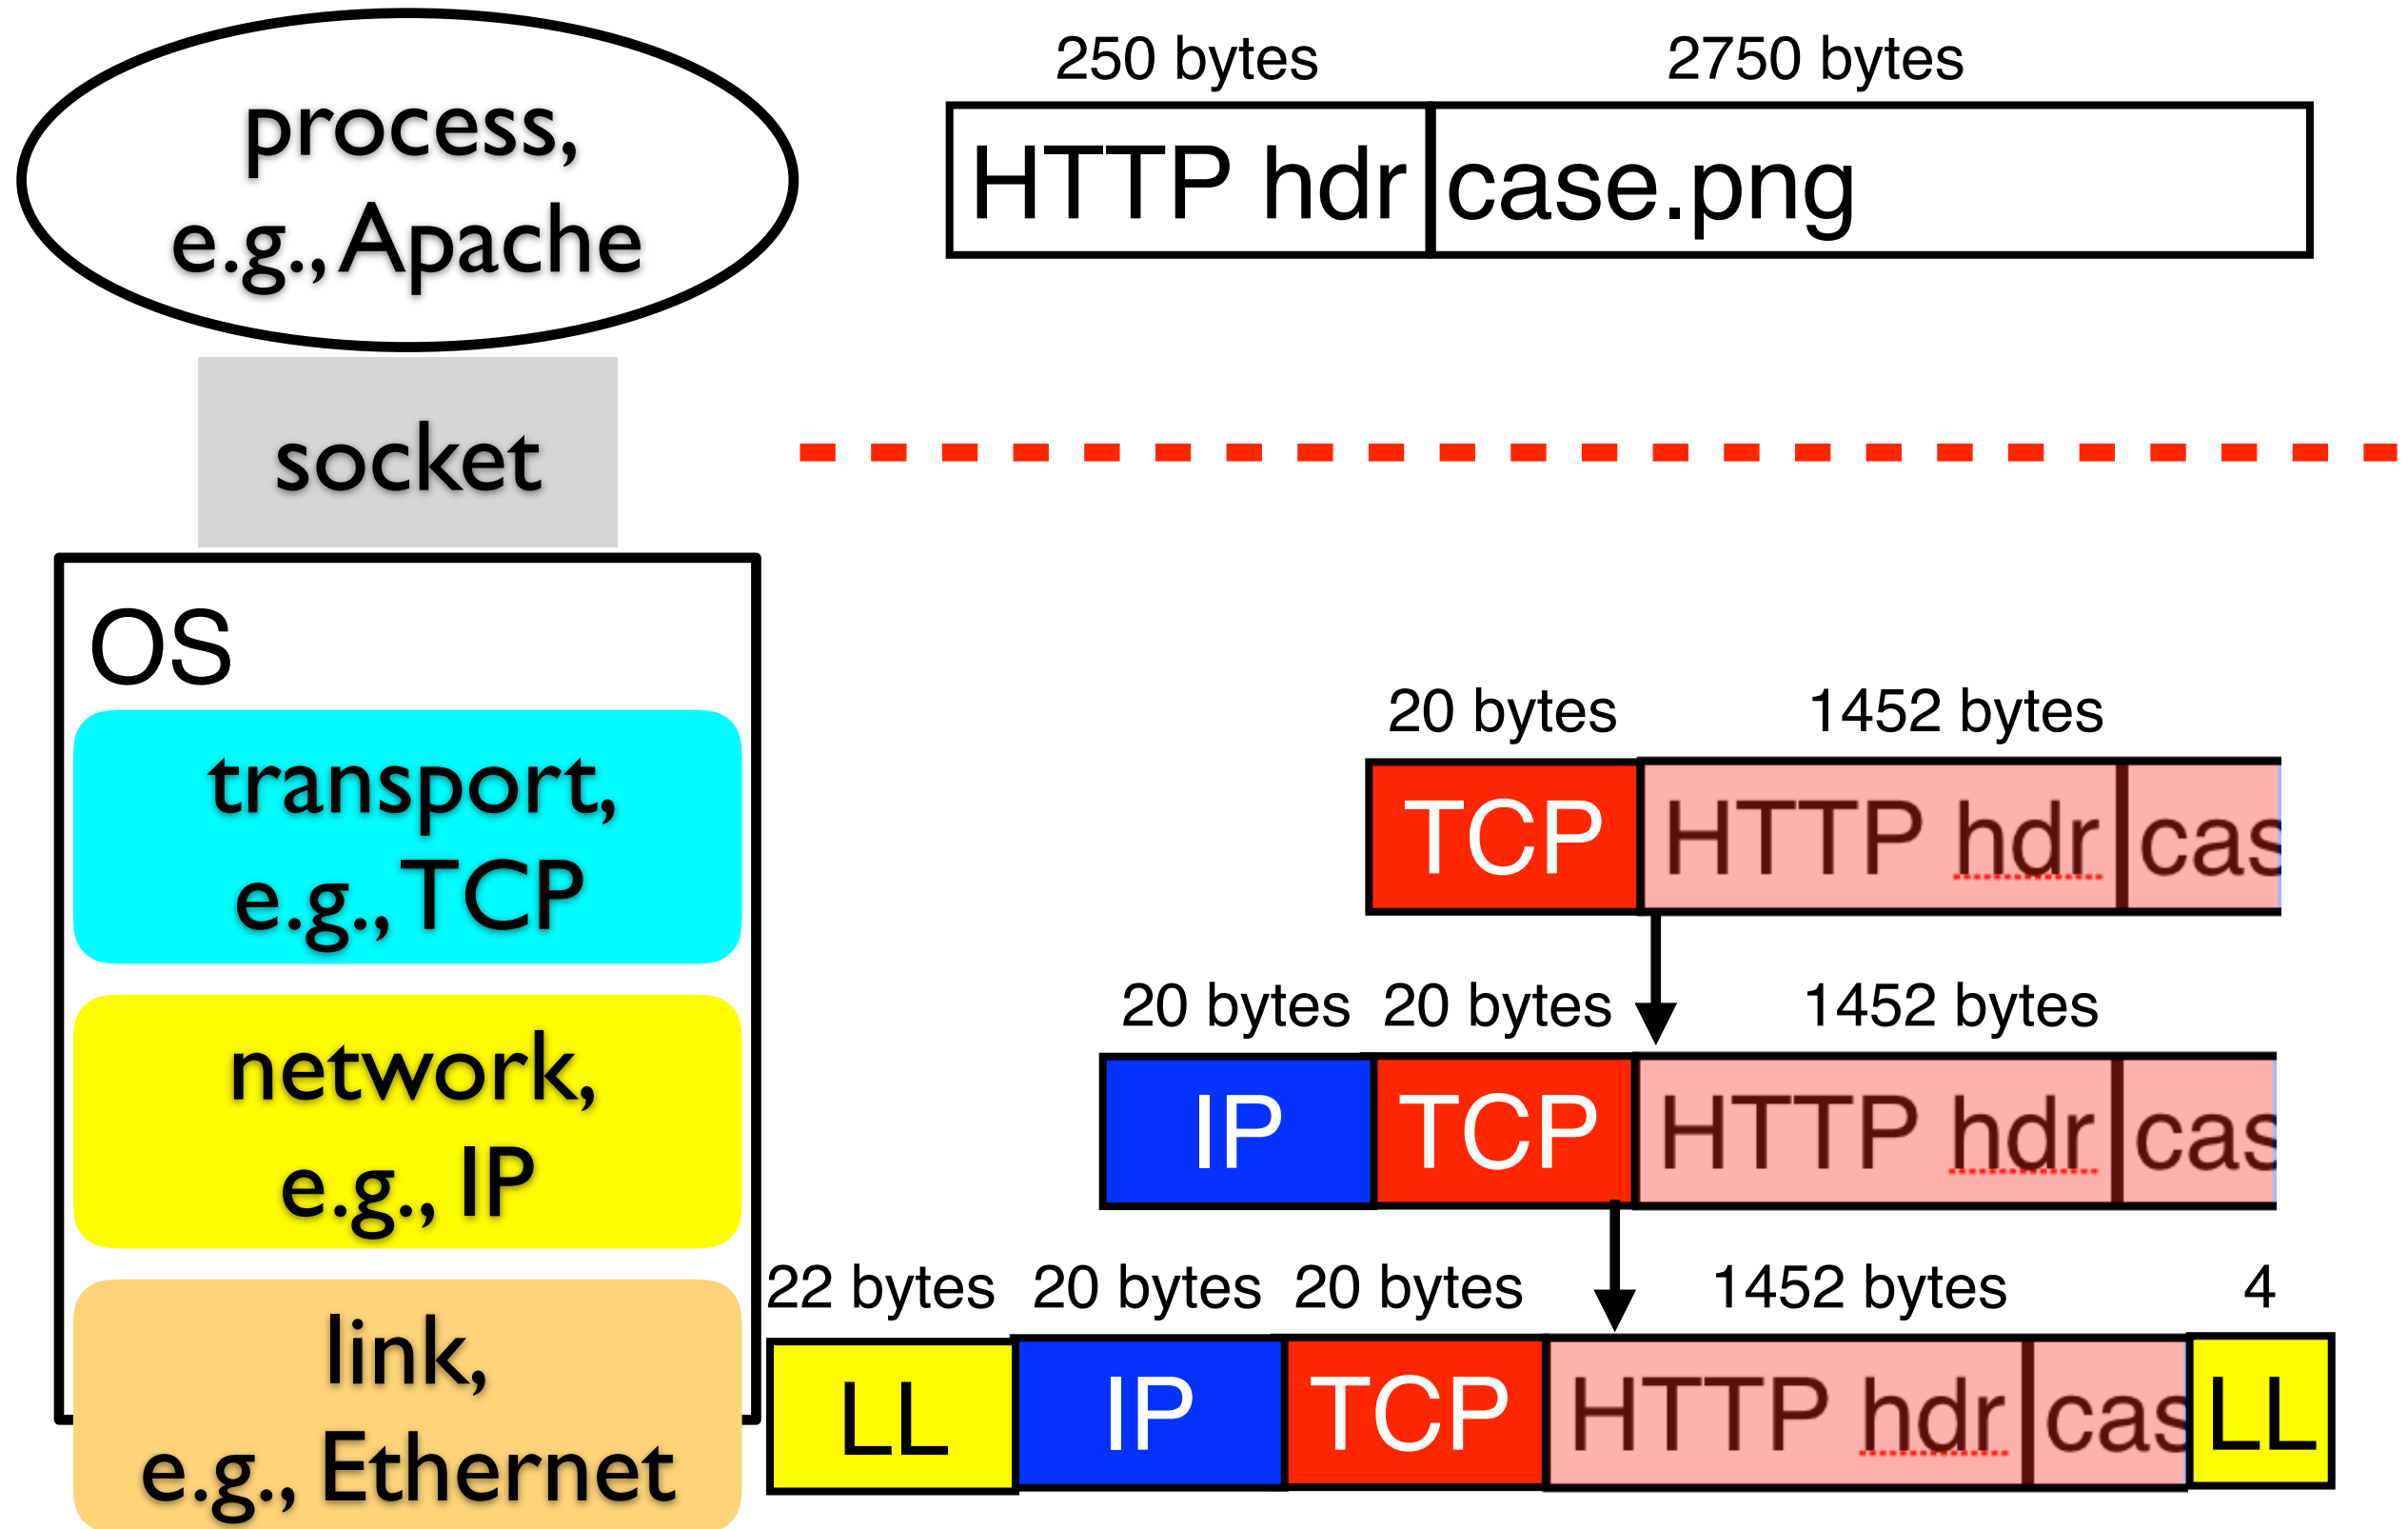 process,
e.g., Apache
250 bytes 2750 bytes
HTTP hdr case.png
socket
OS
transport,
e.g., TCP
20 bytes 1452 bytes
TCP HTTP hdr cas
network,
e.g., IP
20 bytes 20 bytes 1452 bytes
IP TCP HTTP hdr cas
link,
e.g., Ethernet
22 bytes 20 bytes 20 bytes 1452 bytes 4
LL IP TCP HTTP hdr cas LL